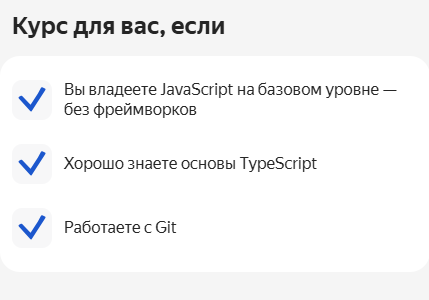 Курс для вас, если
Вы владеете JavaScript на базовом уровне —
без фреймворков
Хорошо знаете основы TypeScript
Работаете с Git